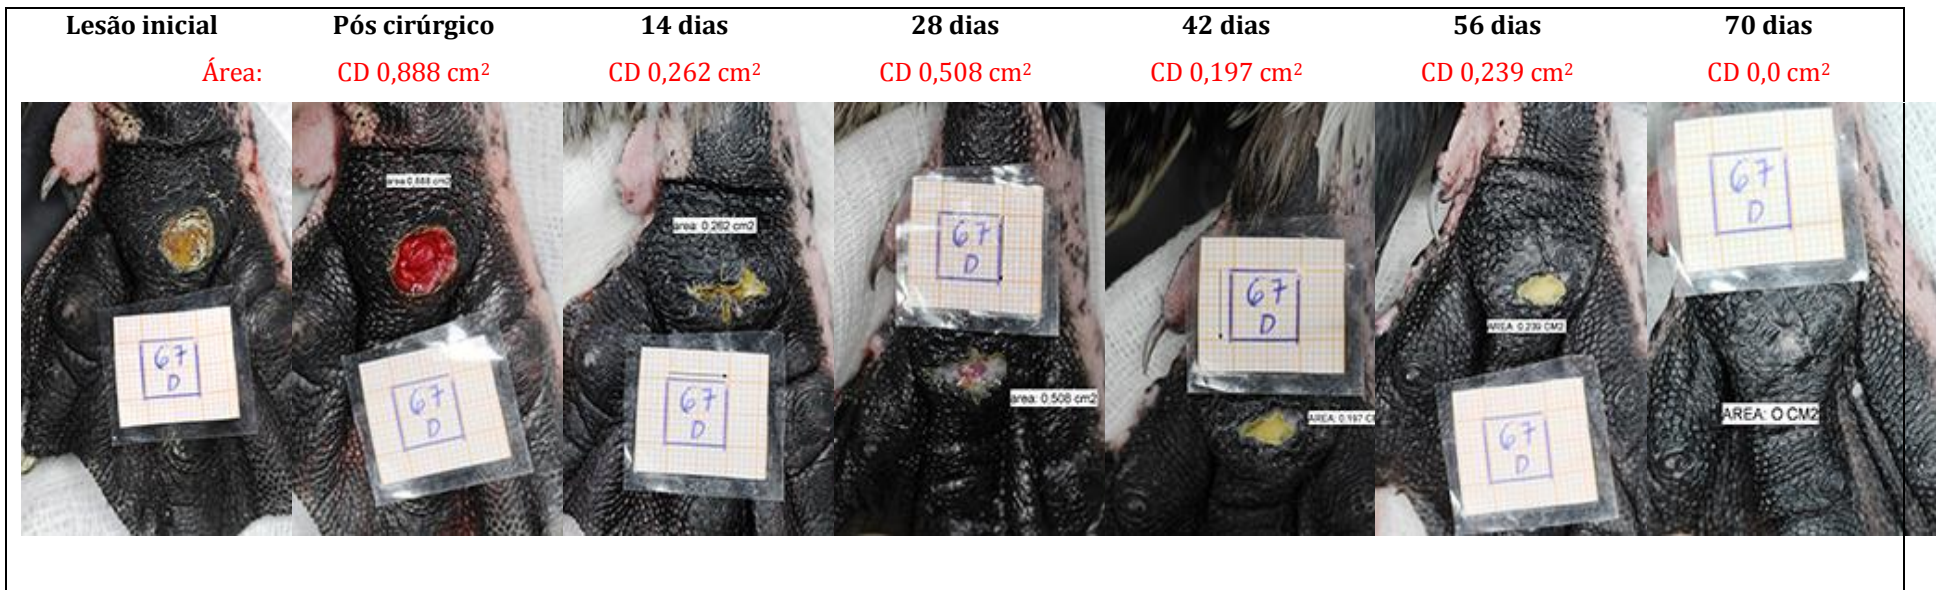 Lesão inicial Pós cirúrgico 14 dias 28 dias 42 dias 56 dias 70 dias
Área: CD 0,888 cm² CD 0,262 cm² CD 0,508 cm² CD 0,197 cm² CD 0,239 cm² CD 0,0 cm²
67
D
area 0.888 cm2
67
D
area: 0.262 cm2
67
D
67
D
area: 0.508 cm2
67
D
AREA: 0.197 C
AREA: 0.239 CM2
67
D
67
D
AREA: O CM2